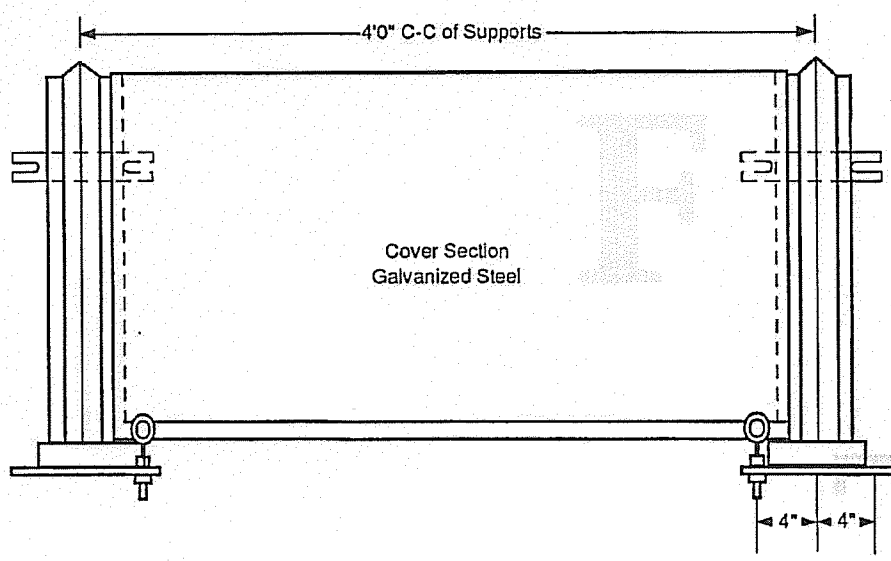 4'0" C-C of Supports
F
Cover Section
Galvanized Steel
4" 4"